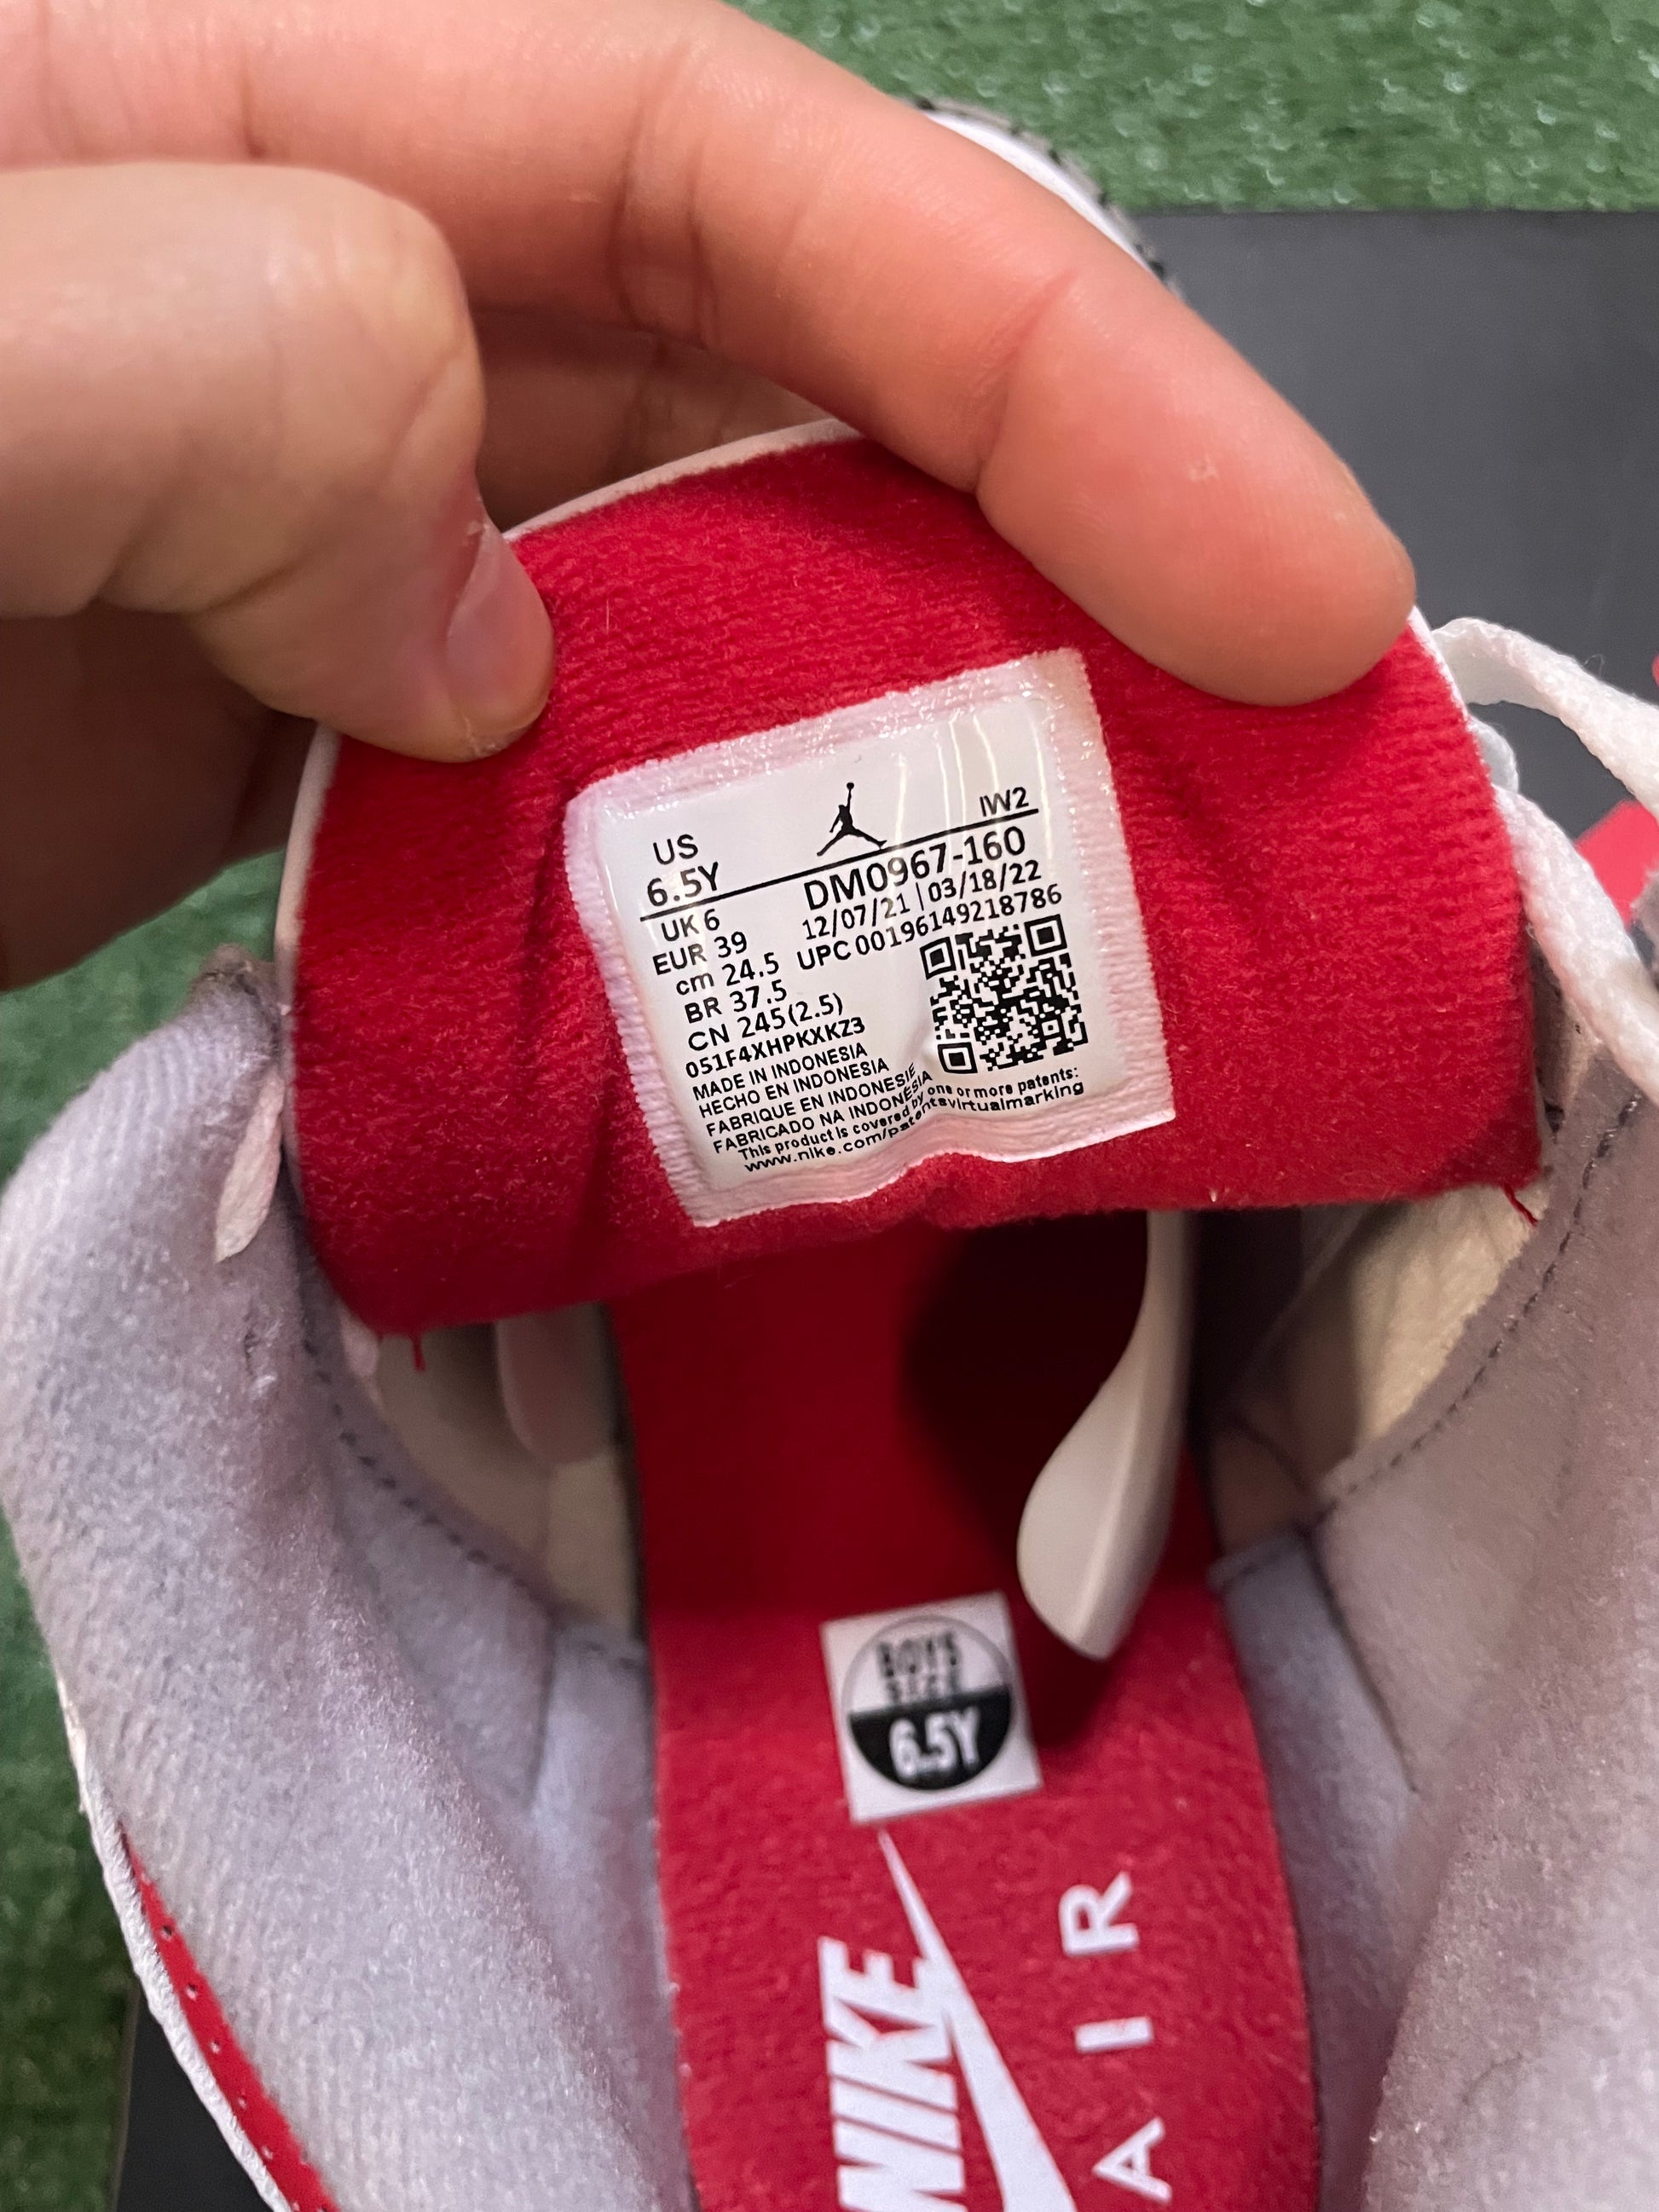 US
6.5Y
IW2
UK 6
EUR 39
cm 24.5
BR 37.5
CN 245(2.5)
DM0967-160
12/07/21 | 03/18/22
UPC 00196149218786
051F4XHPKXKZ3
MADE IN INDONESIA
HECHO EN INDONESIA
FABRIQUE EN INDONESIE
FABRICADO NA INDONÉSIA
This product is covered by one or more patents:
www.nike.com/patentsvirtualmarking
BOYS
SIZE
6.5Y
NIKE
AIR